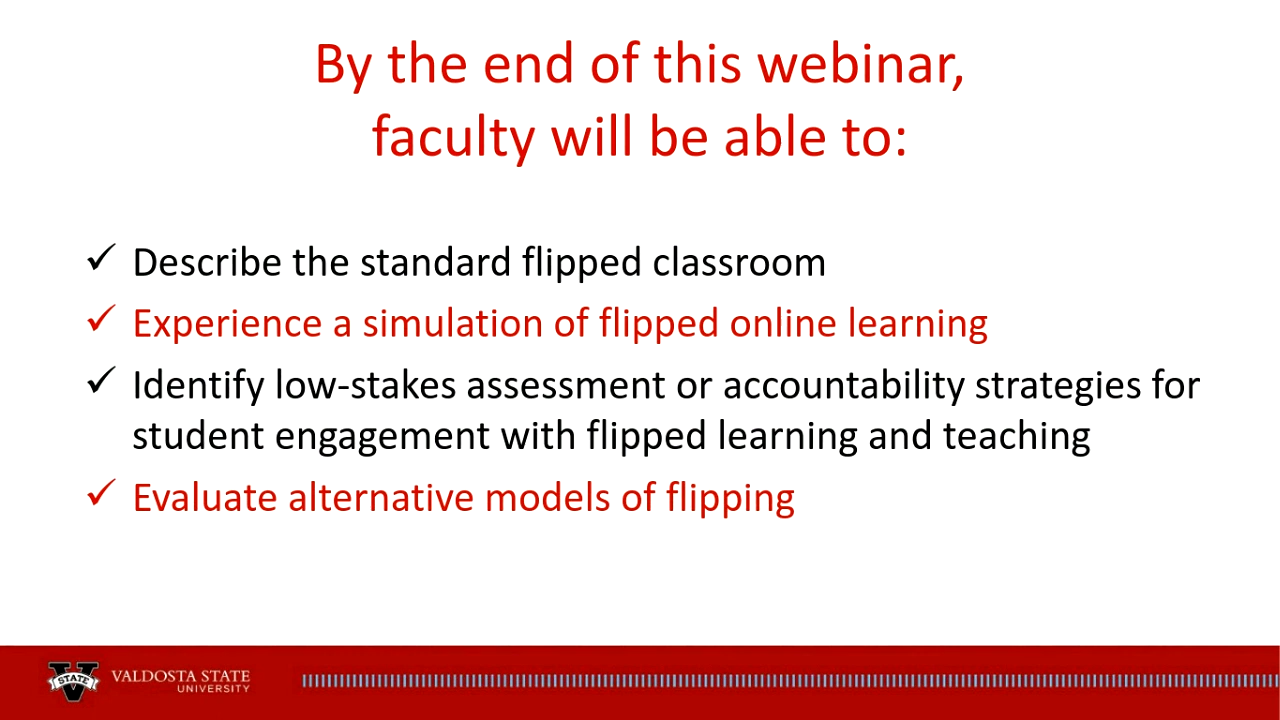 By the end of this webinar,
faculty will be able to:
✓ Describe the standard flipped classroom
✓ Experience a simulation of flipped online learning
✓ Identify low-stakes assessment or accountability strategies for
student engagement with flipped learning and teaching
✓ Evaluate alternative models of flipping
V
STATE
VALDOSTA STATE
UNIVERSITY